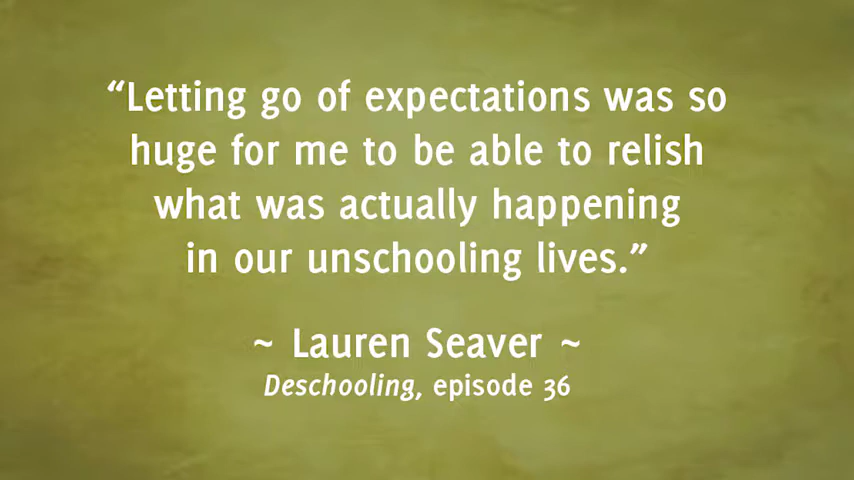 “Letting go of expectations was so
huge for me to be able to relish
what was actually happening
in our unschooling lives.”
~ Lauren Seaver ~
Deschooling, episode 36